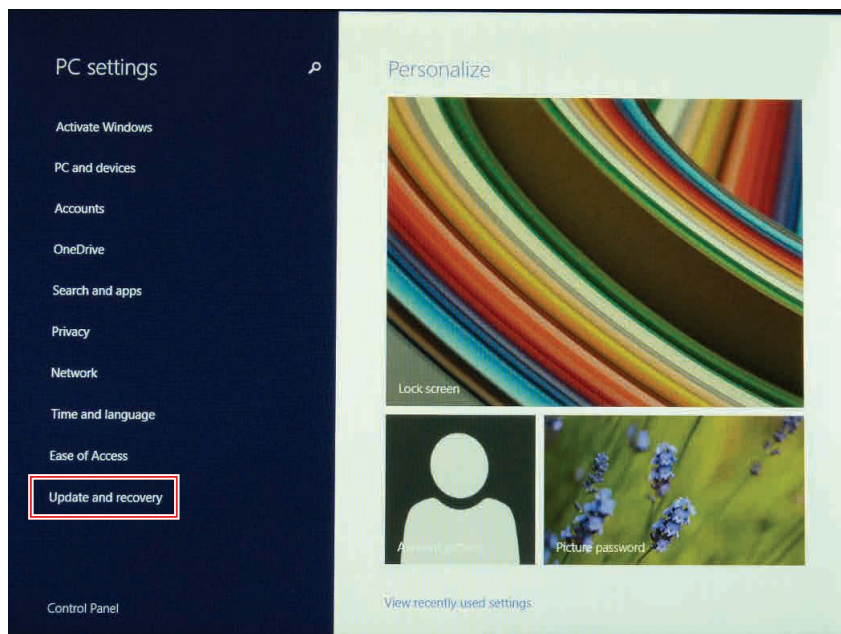 PC settings
Personalize
Activate Windows
PC and devices
Accounts
OneDrive
Search and apps
Privacy
Network
Time and language
Ease of Access
Update and recovery
Control Panel
Lock screen
Picture password
View recently used settings